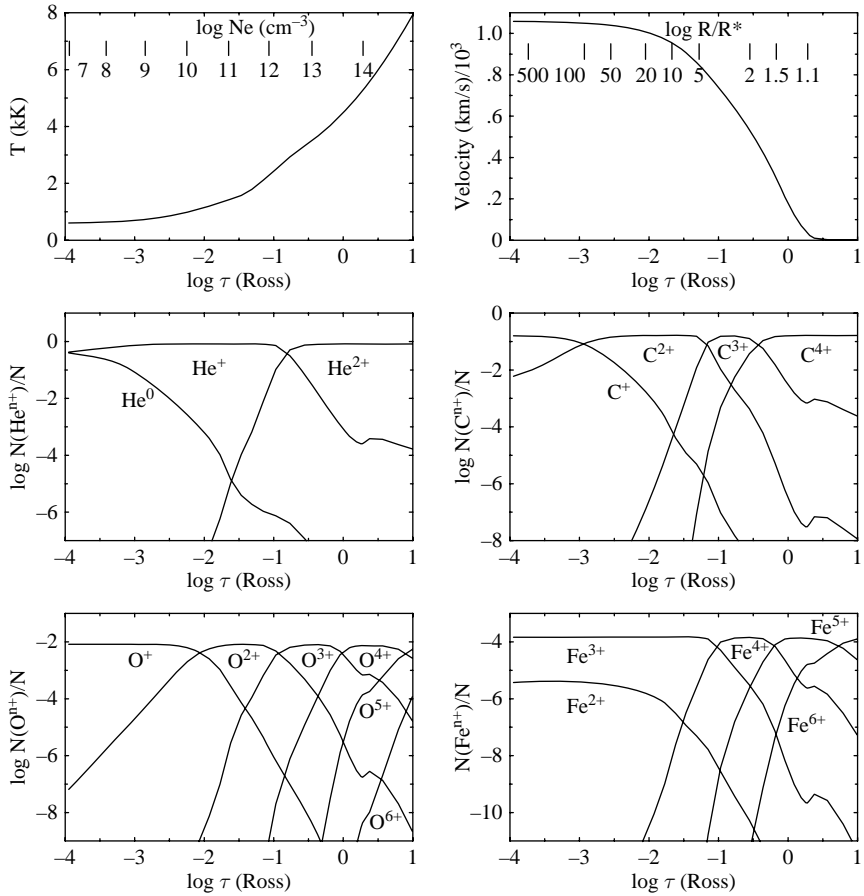 log Ne (cm⁻³)
7 8 9 10 11 12 13 14
8
6
4
2
0
T (kK)
−4 −3 −2 −1 0 1
log τ (Ross)
log R/R*
500 100 50 20 10 5 2 1.5 1.1
1.0
.8
.6
.4
.2
0
Velocity (km/s)/10³
−4 −3 −2 −1 0 1
log τ (Ross)
0
−2
−4
−6
log N(Heⁿ⁺)/N
He⁰ He⁺ He²⁺
−4 −3 −2 −1 0 1
log τ (Ross)
0
−2
−4
−6
−8
log N(Cⁿ⁺)/N
C⁺ C²⁺ C³⁺ C⁴⁺
−4 −3 −2 −1 0 1
log τ (Ross)
−2
−4
−6
−8
log N(Oⁿ⁺)/N
O⁺ O²⁺ O³⁺ O⁴⁺
O⁵⁺
O⁶⁺
−4 −3 −2 −1 0 1
log τ (Ross)
−4
−6
−8
−10
N(Feⁿ⁺)/N
Fe⁵⁺
Fe³⁺ Fe⁴⁺
Fe²⁺ Fe⁶⁺
−4 −3 −2 −1 0 1
log τ (Ross)